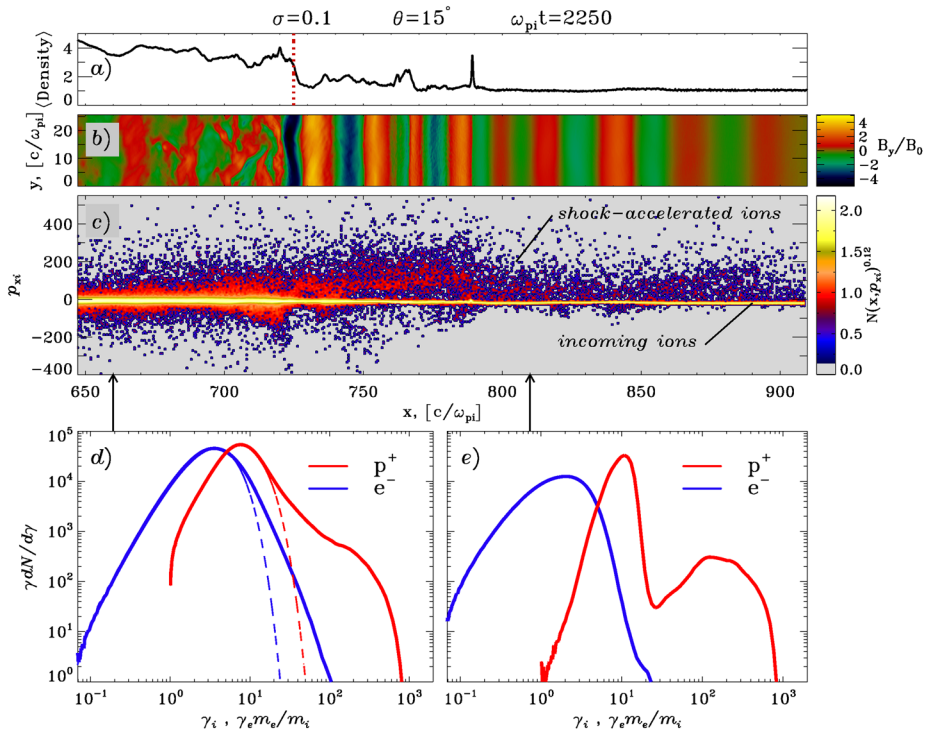 σ=0.1 θ=15° ω_pi t=2250
⟨Density⟩
4
2
0
a)
y, [c/ω_pi]
20
10
0
b)
4
2
0
-2
-4
B_y/B_0
p_xi
400
200
0
-200
-400
c)
shock-accelerated ions
incoming ions
2.0
1.5
1.0
0.5
0.0
N(x,p_xi)^0.12
650 700 750 800 850 900
x, [c/ω_pi]
γdN/dγ
10^5
10^4
10^3
10^2
10^1
10^0
d)
p^+
e^-
e)
p^+
e^-
10^-1 10^0 10^1 10^2 10^3
10^-1 10^0 10^1 10^2 10^3
γ_i , γ_e m_e/m_i
γ_i , γ_e m_e/m_i